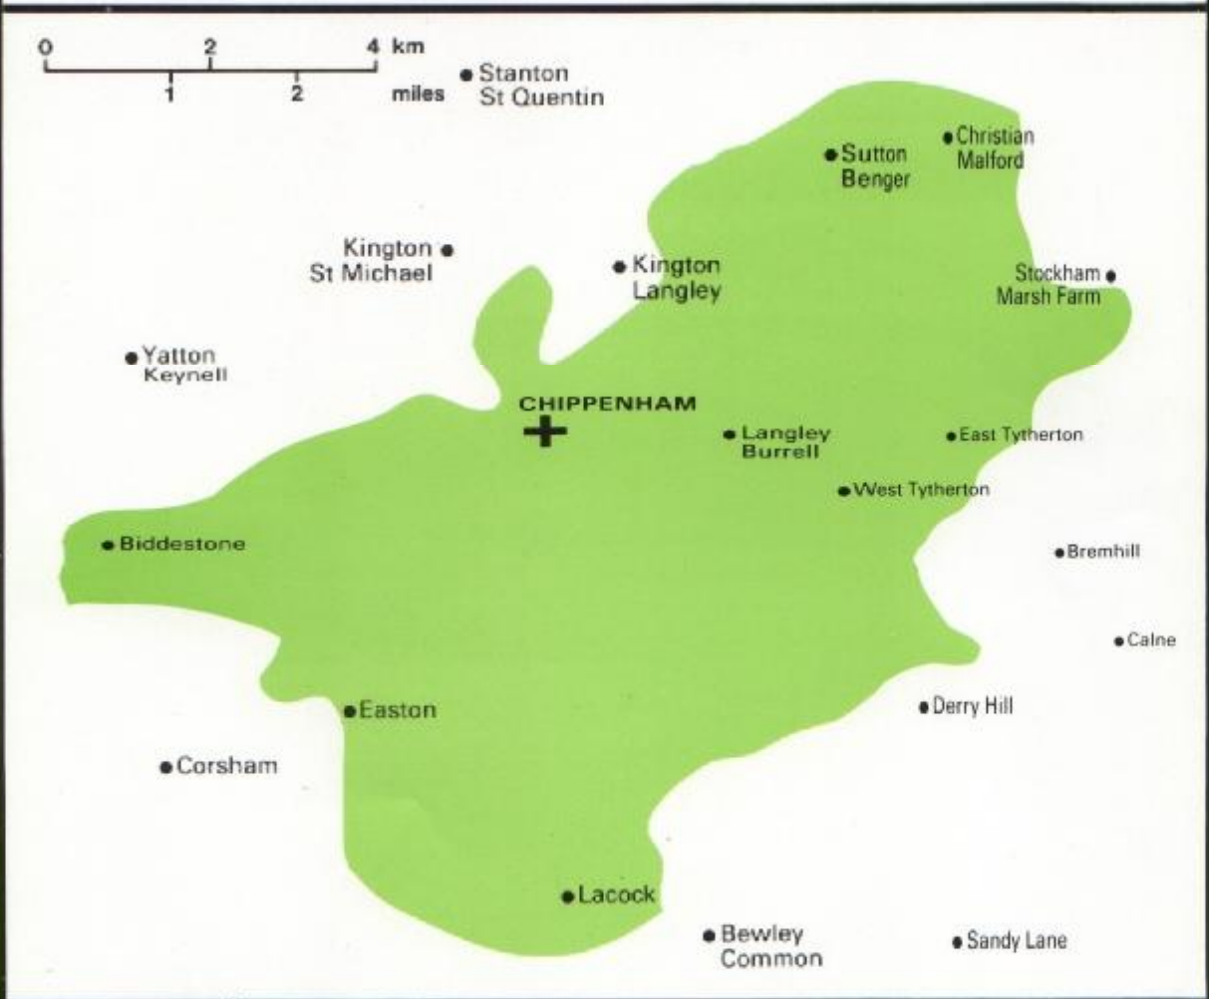 0 2 4 km
1 2 miles
Stanton
St Quentin
Christian
Malford
Sutton
Benger
Kington
St Michael
Kington
Langley
Stockham
Marsh Farm
Yatton
Keynell
CHIPPENHAM
Langley
Burrell
East Tytherton
West Tytherton
Biddestone
Bremhill
Calne
Easton
Derry Hill
Corsham
Lacock
Bewley
Common
Sandy Lane